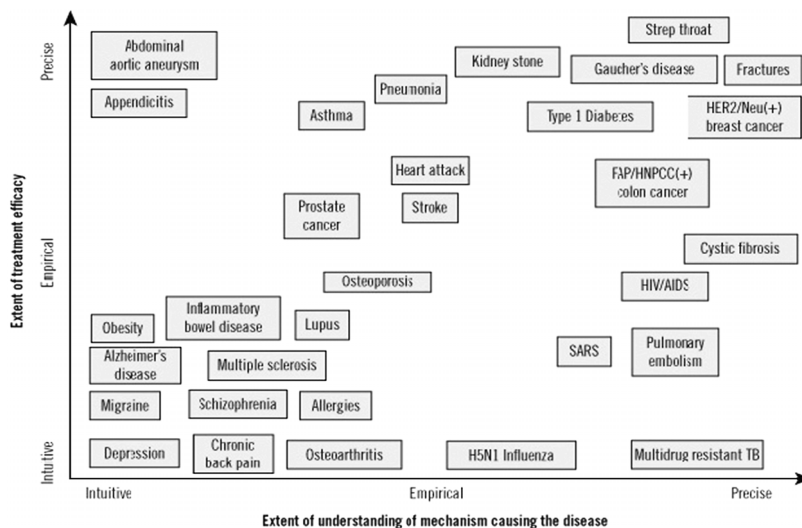 Extent of treatment efficacy
Precise
Empirical
Intuitive
Abdominal
aortic aneurysm
Strep throat
Kidney stone
Gaucher's disease
Fractures
Appendicitis
Pneumonia
Asthma
Type 1 Diabetes
HER2/Neu(+)
breast cancer
Heart attack
FAP/HNPCC(+)
colon cancer
Prostate
cancer
Stroke
Cystic fibrosis
Osteoporosis
HIV/AIDS
Inflammatory
bowel disease
Obesity
Lupus
SARS
Pulmonary
embolism
Alzheimer's
disease
Multiple sclerosis
Migraine
Schizophrenia
Allergies
Depression
Chronic
back pain
Osteoarthritis
H5N1 Influenza
Multidrug resistant TB
Intuitive
Empirical
Precise
Extent of understanding of mechanism causing the disease